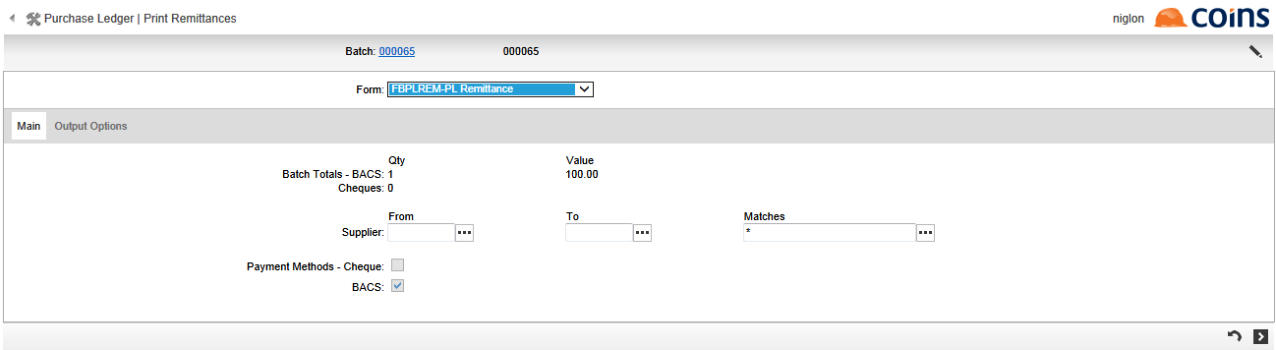 Purchase Ledger | Print Remittances
niglon coins
Batch: 000065 000065
Form: FBPLREM-PL Remittance
Main Output Options
Qty Value
Batch Totals - BACS: 1 100.00
Cheques: 0
From To Matches
Supplier: *
Payment Methods - Cheque:
BACS: